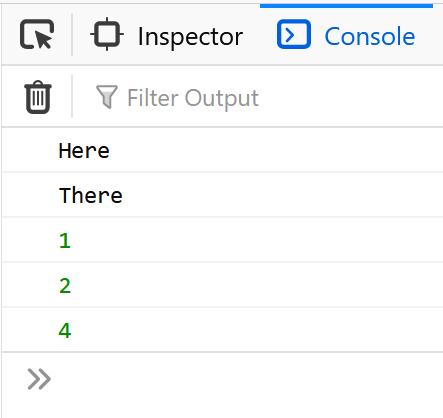 Inspector Console
Filter Output
Here
There
1
2
4